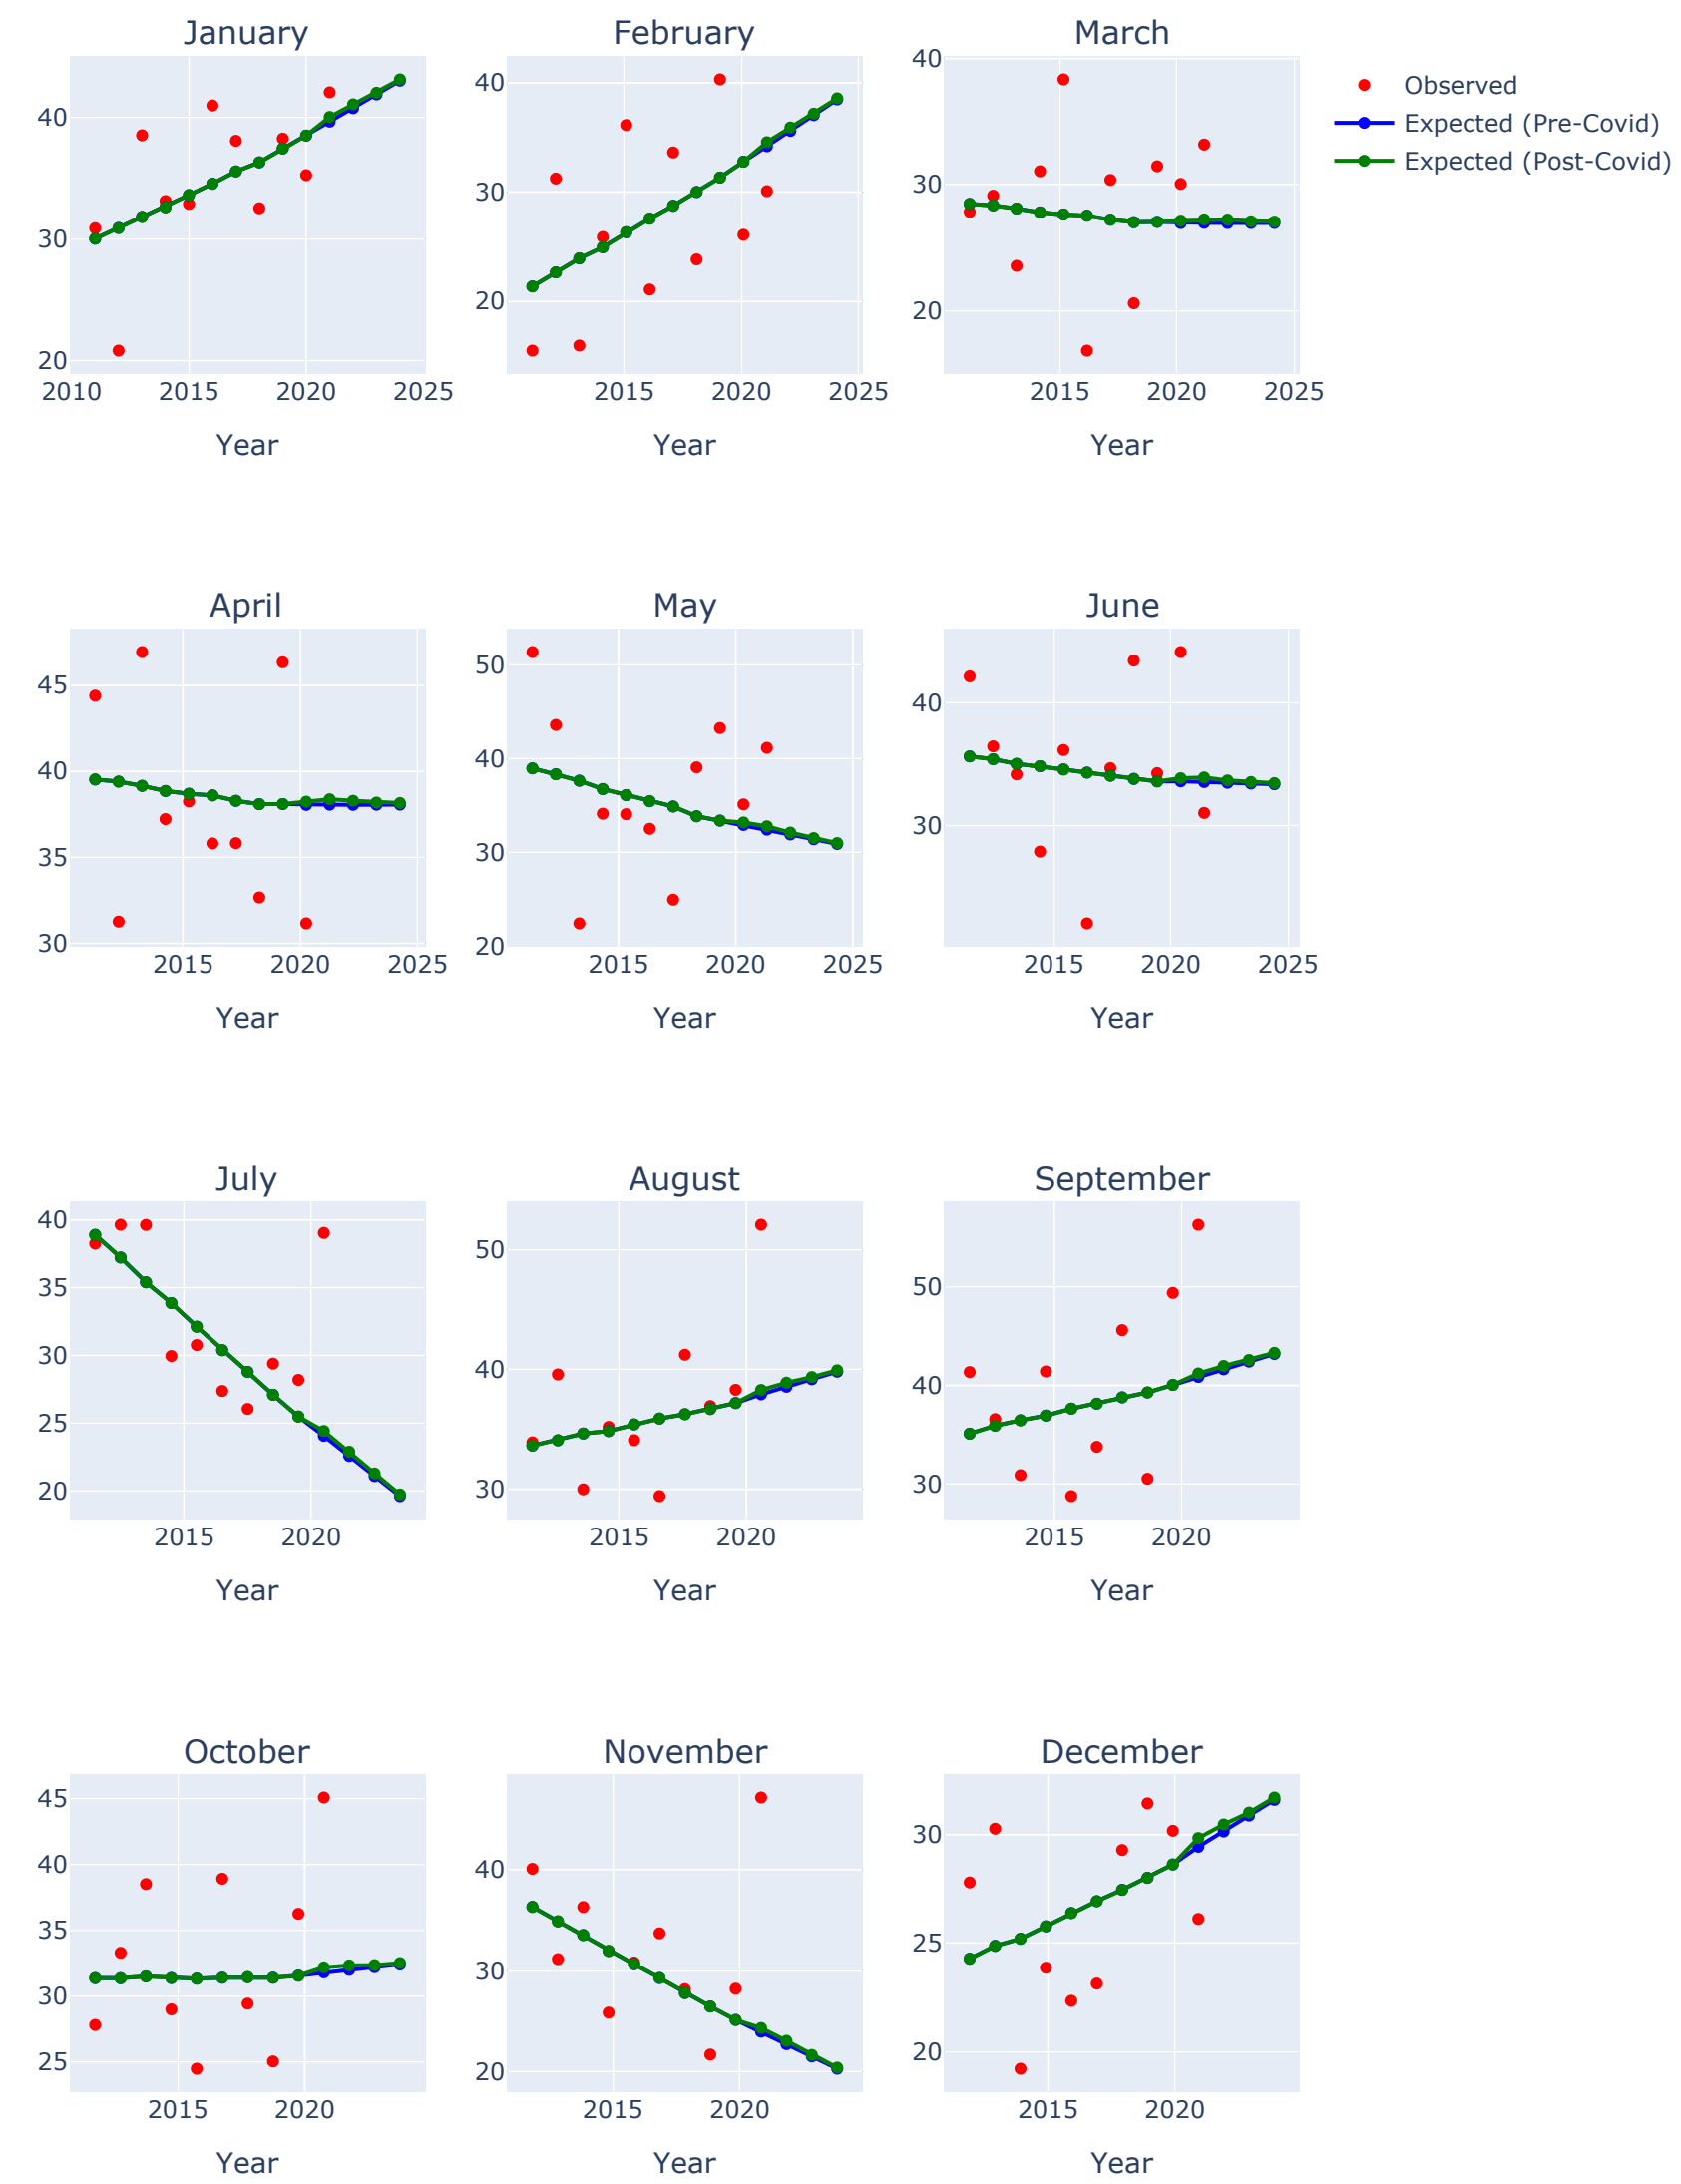 January
February
March
40
30
20
2010
2015
2020
2025
Year
40
30
20
2015
2020
2025
Year
40
30
20
2015
2020
2025
Year
Observed
Expected (Pre-Covid)
Expected (Post-Covid)
April
May
June
45
40
35
30
2015
2020
2025
Year
50
40
30
20
2015
2020
2025
Year
40
30
2015
2020
2025
Year
July
August
September
40
35
30
25
20
2015
2020
Year
50
40
30
2015
2020
Year
50
40
30
2015
2020
Year
October
November
December
45
40
35
30
25
2015
2020
Year
40
30
20
2015
2020
Year
30
25
20
2015
2020
Year